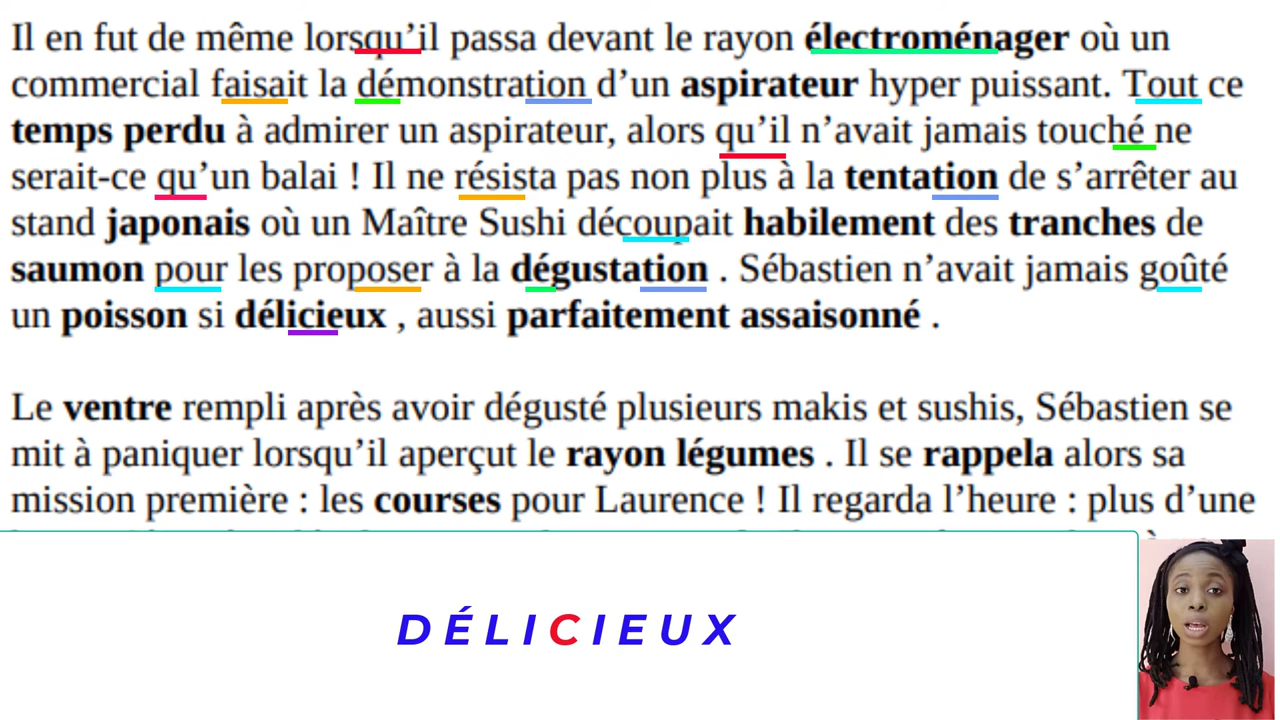 Il en fut de même lorsqu’il passa devant le rayon électroménager où un
commercial faisait la démonstration d’un aspirateur hyper puissant. Tout ce
temps perdu à admirer un aspirateur, alors qu’il n’avait jamais touché ne
serait-ce qu’un balai ! Il ne résista pas non plus à la tentation de s’arrêter au
stand japonais où un Maître Sushi découpait habilement des tranches de
saumon pour les proposer à la dégustation . Sébastien n’avait jamais goûté
un poisson si délicieux , aussi parfaitement assaisonné .
Le ventre rempli après avoir dégusté plusieurs makis et sushis, Sébastien se
mit à paniquer lorsqu’il aperçut le rayon légumes . Il se rappela alors sa
mission première : les courses pour Laurence ! Il regarda l’heure : plus d’une
DÉLICIEUX